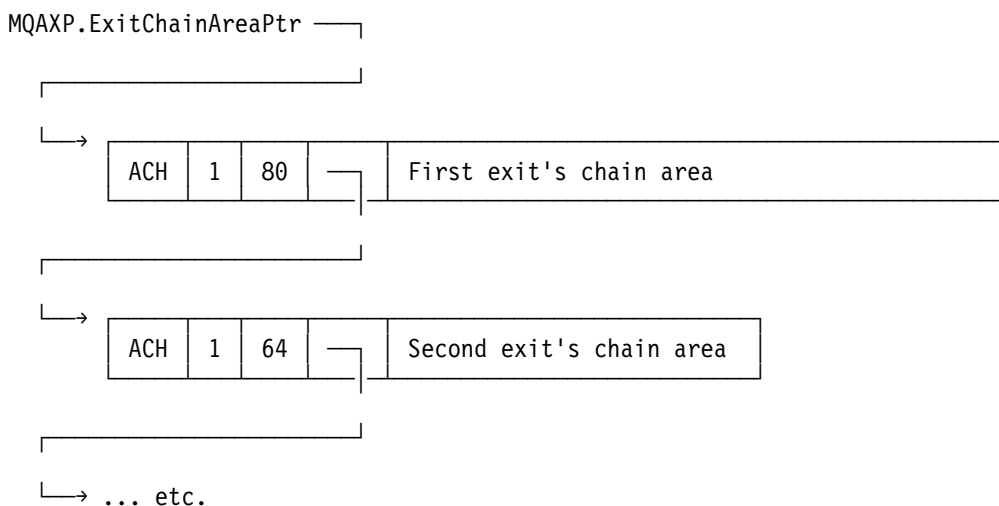 MQAXP.ExitChainAreaPtr
ACH 1 80 First exit's chain area
ACH 1 64 Second exit's chain area
... etc.